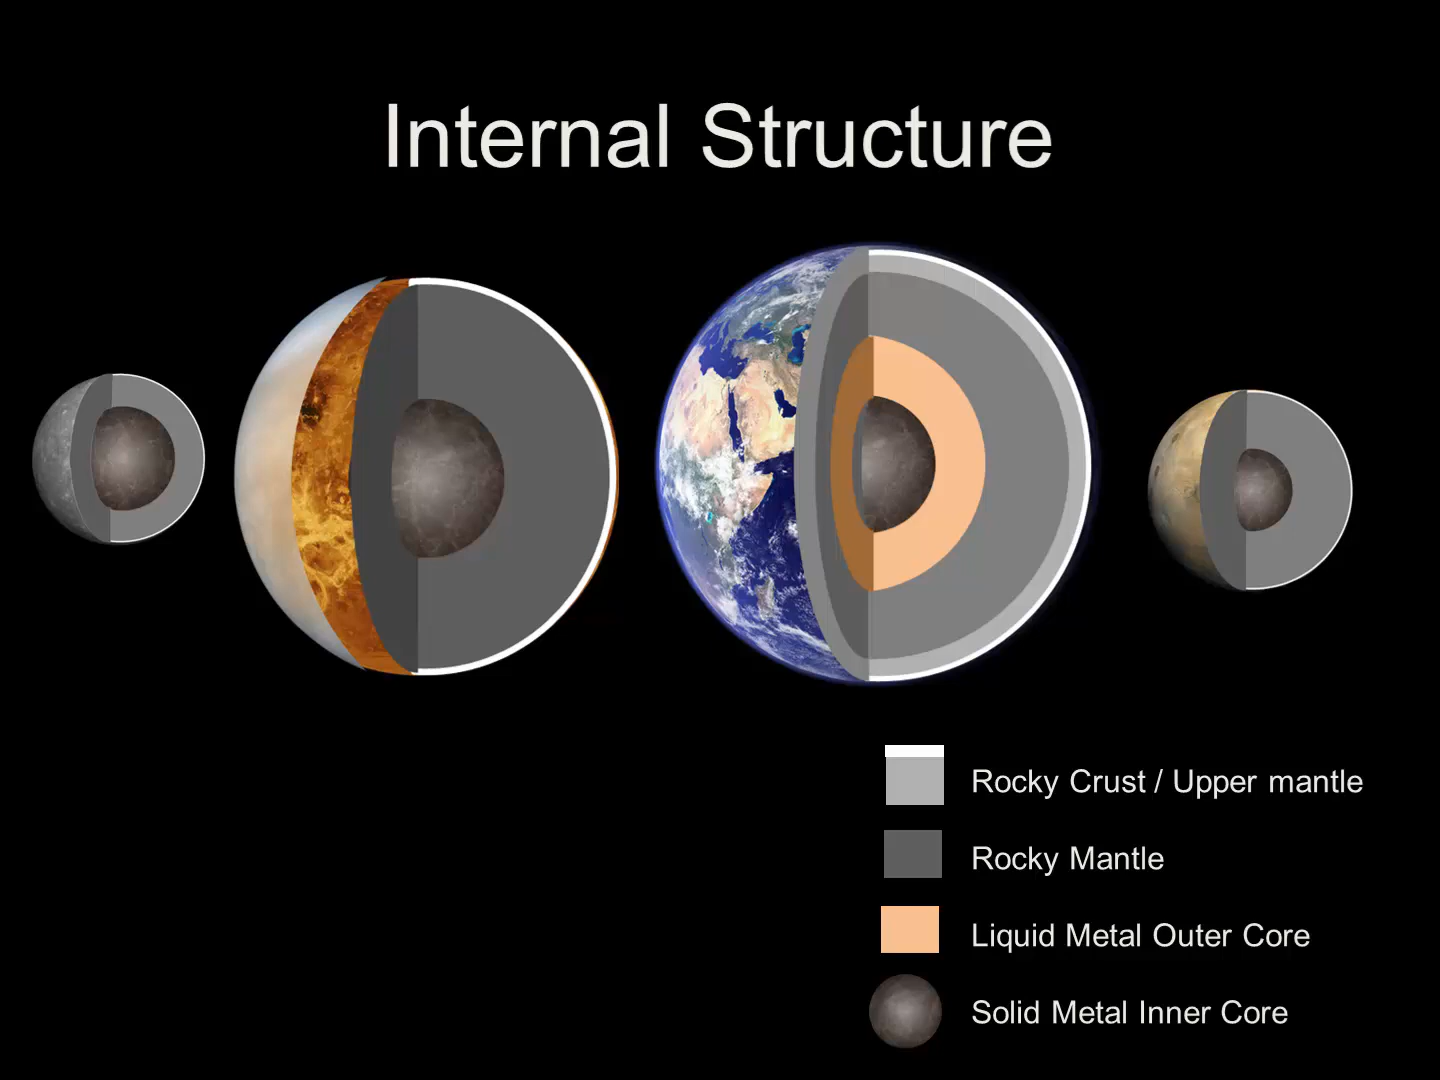 Internal Structure
Rocky Crust / Upper mantle
Rocky Mantle
Liquid Metal Outer Core
Solid Metal Inner Core